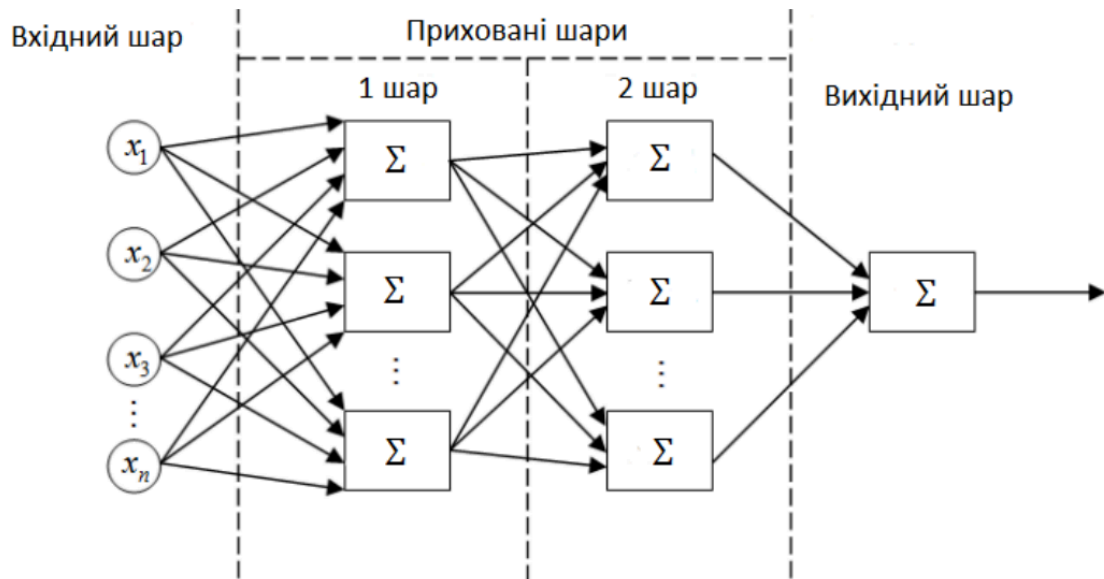 Вхідний шар
Приховані шари
1 шар
2 шар
Вихідний шар
x₁
x₂
x₃
⋮
xₙ
Σ
Σ
⋮
Σ
Σ
Σ
⋮
Σ
Σ